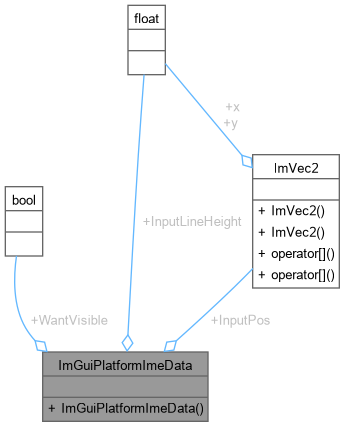 float
+x
+y
ImVec2
+ ImVec2()
+ ImVec2()
+ operator[]()
+ operator[]()
bool
+InputLineHeight
+WantVisible
+InputPos
ImGuiPlatformImeData
+ ImGuiPlatformImeData()